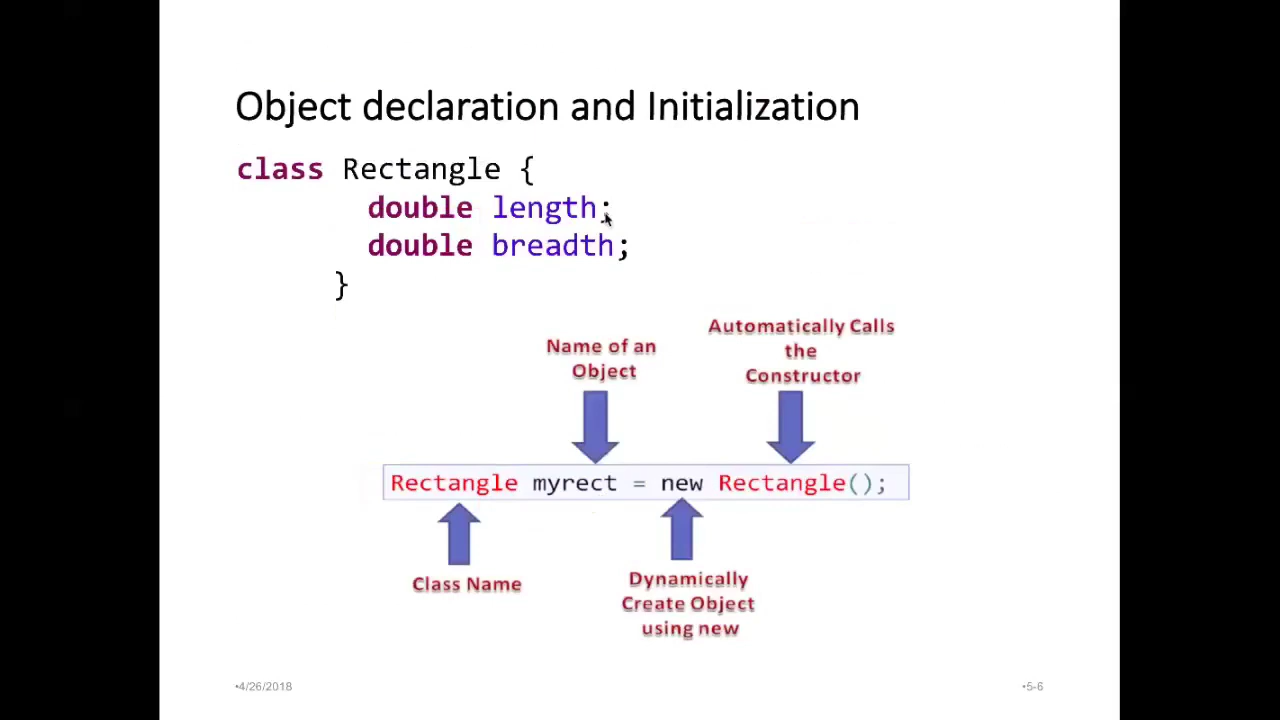 Object declaration and Initialization
class Rectangle {
double length;
double breadth;
}
Name of an
Object
Automatically Calls
the
Constructor
Rectangle myrect = new Rectangle();
Class Name
Dynamically
Create Object
using new
•4/26/2018
•5-6